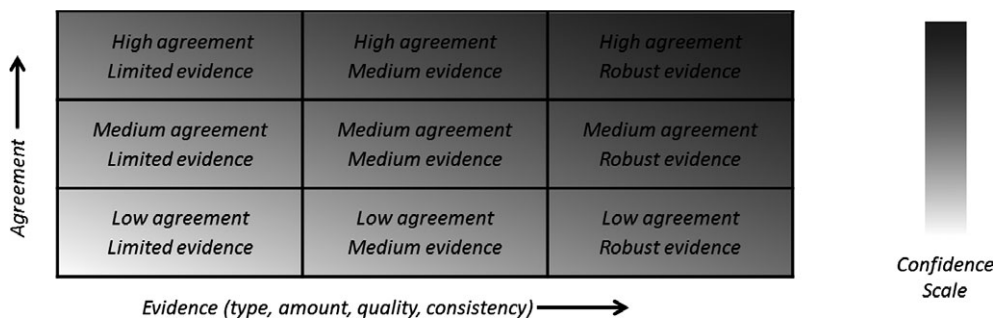 High agreement
Limited evidence
High agreement
Medium evidence
High agreement
Robust evidence
Medium agreement
Limited evidence
Medium agreement
Medium evidence
Medium agreement
Robust evidence
Low agreement
Limited evidence
Low agreement
Medium evidence
Low agreement
Robust evidence
Agreement
Evidence (type, amount, quality, consistency)
Confidence
Scale